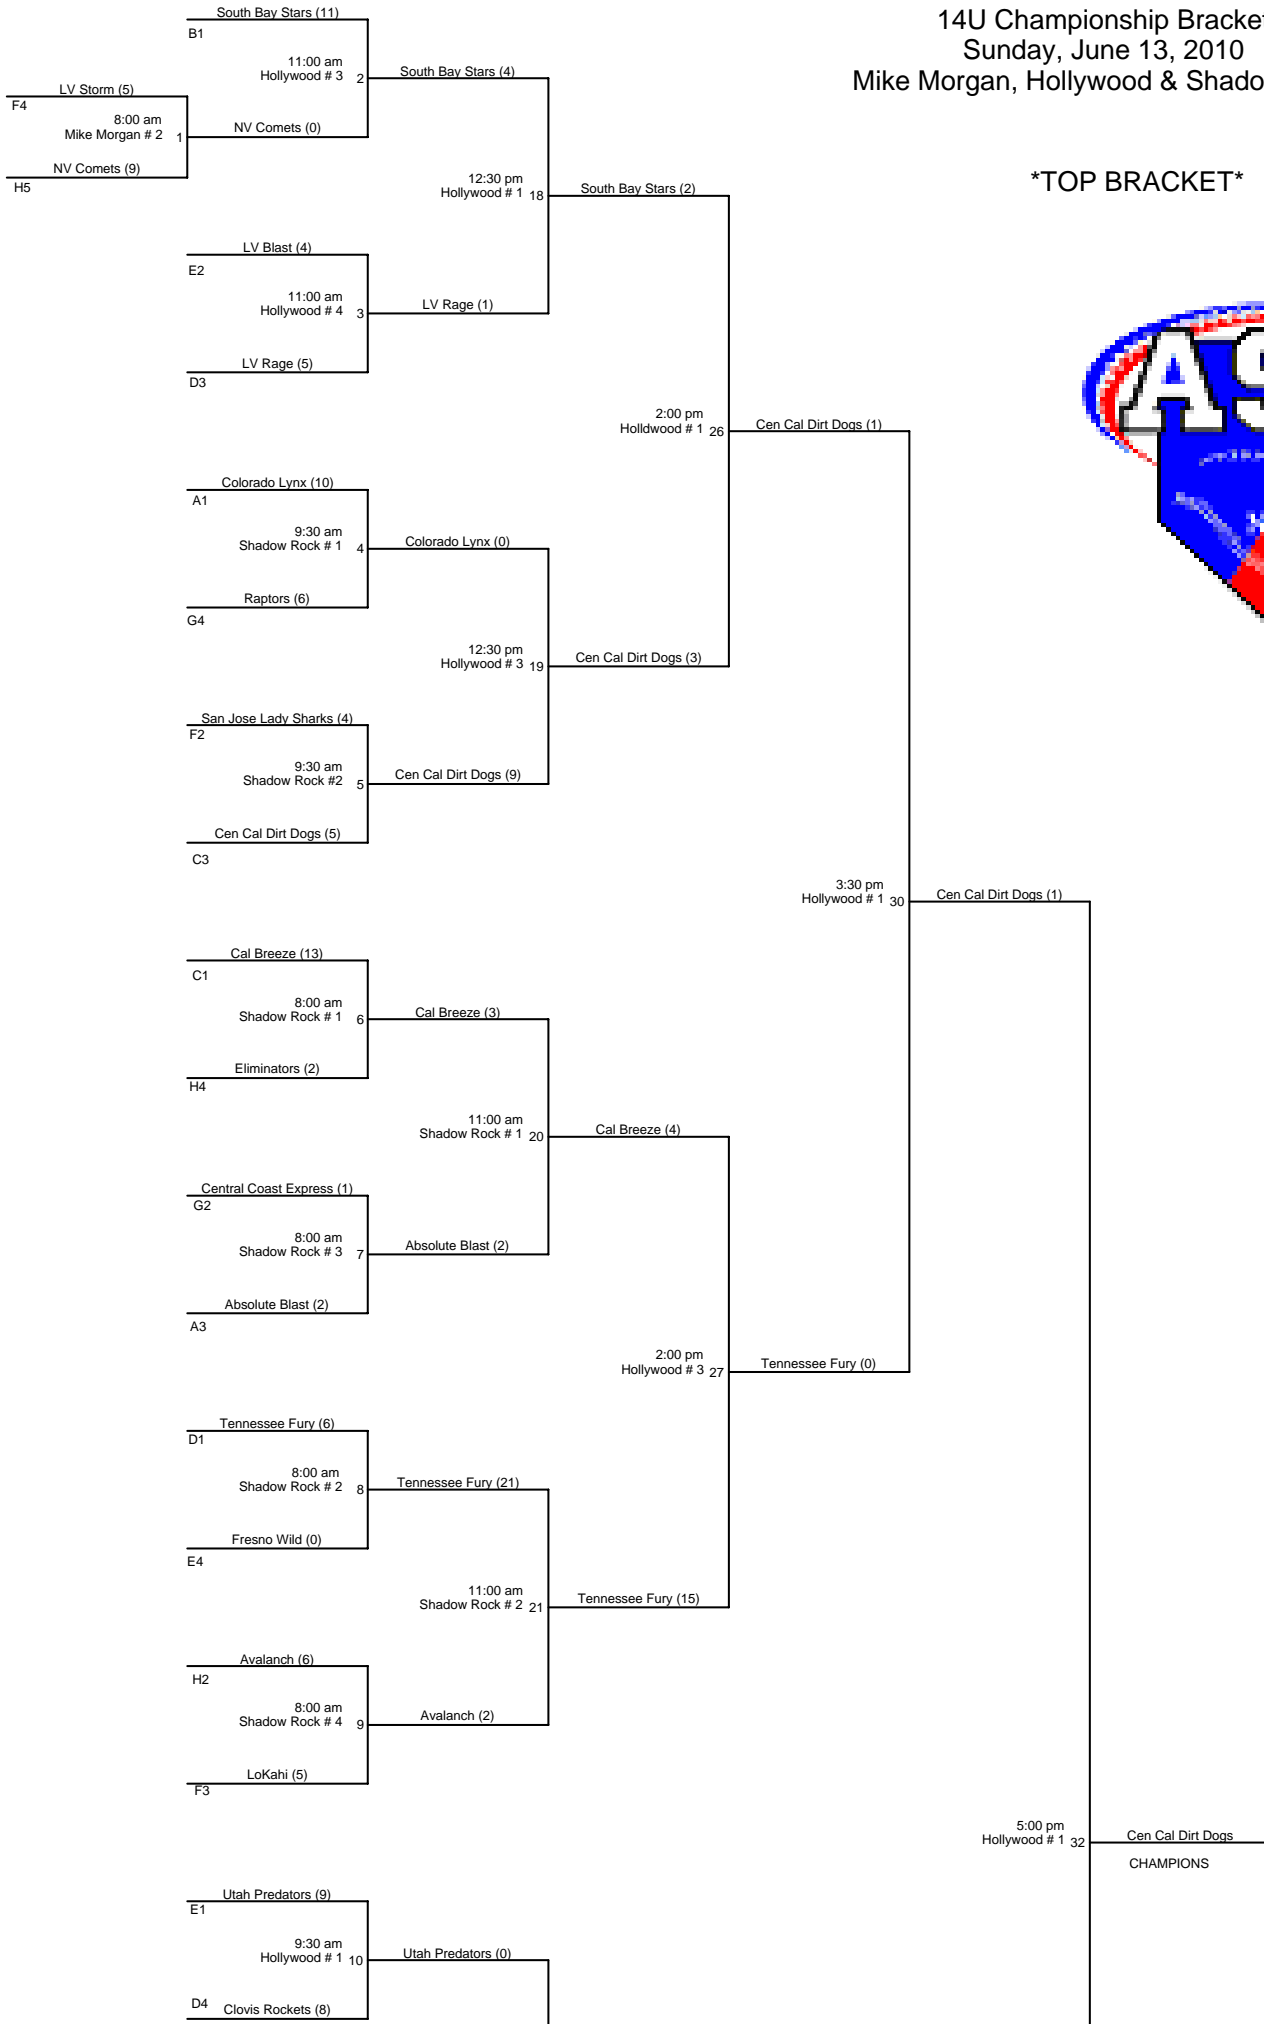 14U Championship Bracket
Sunday, June 13, 2010
Mike Morgan, Hollywood & Shado
*TOP BRACKET*
AS
South Bay Stars (11)
B1
11:00 am
Hollywood # 3 2
South Bay Stars (4)
LV Storm (5)
F4
8:00 am
Mike Morgan # 2 1
NV Comets (0)
NV Comets (9)
H5
12:30 pm
Hollywood # 1 18
South Bay Stars (2)
LV Blast (4)
E2
11:00 am
Hollywood # 4 3
LV Rage (1)
LV Rage (5)
D3
2:00 pm
Holldwood # 1 26
Cen Cal Dirt Dogs (1)
Colorado Lynx (10)
A1
9:30 am
Shadow Rock # 1 4
Colorado Lynx (0)
Raptors (6)
G4
12:30 pm
Hollywood # 3 19
Cen Cal Dirt Dogs (3)
San Jose Lady Sharks (4)
F2
9:30 am
Shadow Rock #2 5
Cen Cal Dirt Dogs (9)
Cen Cal Dirt Dogs (5)
C3
3:30 pm
Hollywood # 1 30
Cen Cal Dirt Dogs (1)
Cal Breeze (13)
C1
8:00 am
Shadow Rock # 1 6
Cal Breeze (3)
Eliminators (2)
H4
11:00 am
Shadow Rock # 1 20
Cal Breeze (4)
Central Coast Express (1)
G2
8:00 am
Shadow Rock # 3 7
Absolute Blast (2)
Absolute Blast (2)
A3
2:00 pm
Hollywood # 3 27
Tennessee Fury (0)
Tennessee Fury (6)
D1
8:00 am
Shadow Rock # 2 8
Tennessee Fury (21)
Fresno Wild (0)
E4
11:00 am
Shadow Rock # 2 21
Tennessee Fury (15)
Avalanch (6)
H2
8:00 am
Shadow Rock # 4 9
Avalanch (2)
LoKahi (5)
F3
5:00 pm
Hollywood # 1 32
Cen Cal Dirt Dogs
CHAMPIONS
Utah Predators (9)
E1
9:30 am
Hollywood # 1 10
Utah Predators (0)
D4
Clovis Rockets (8)